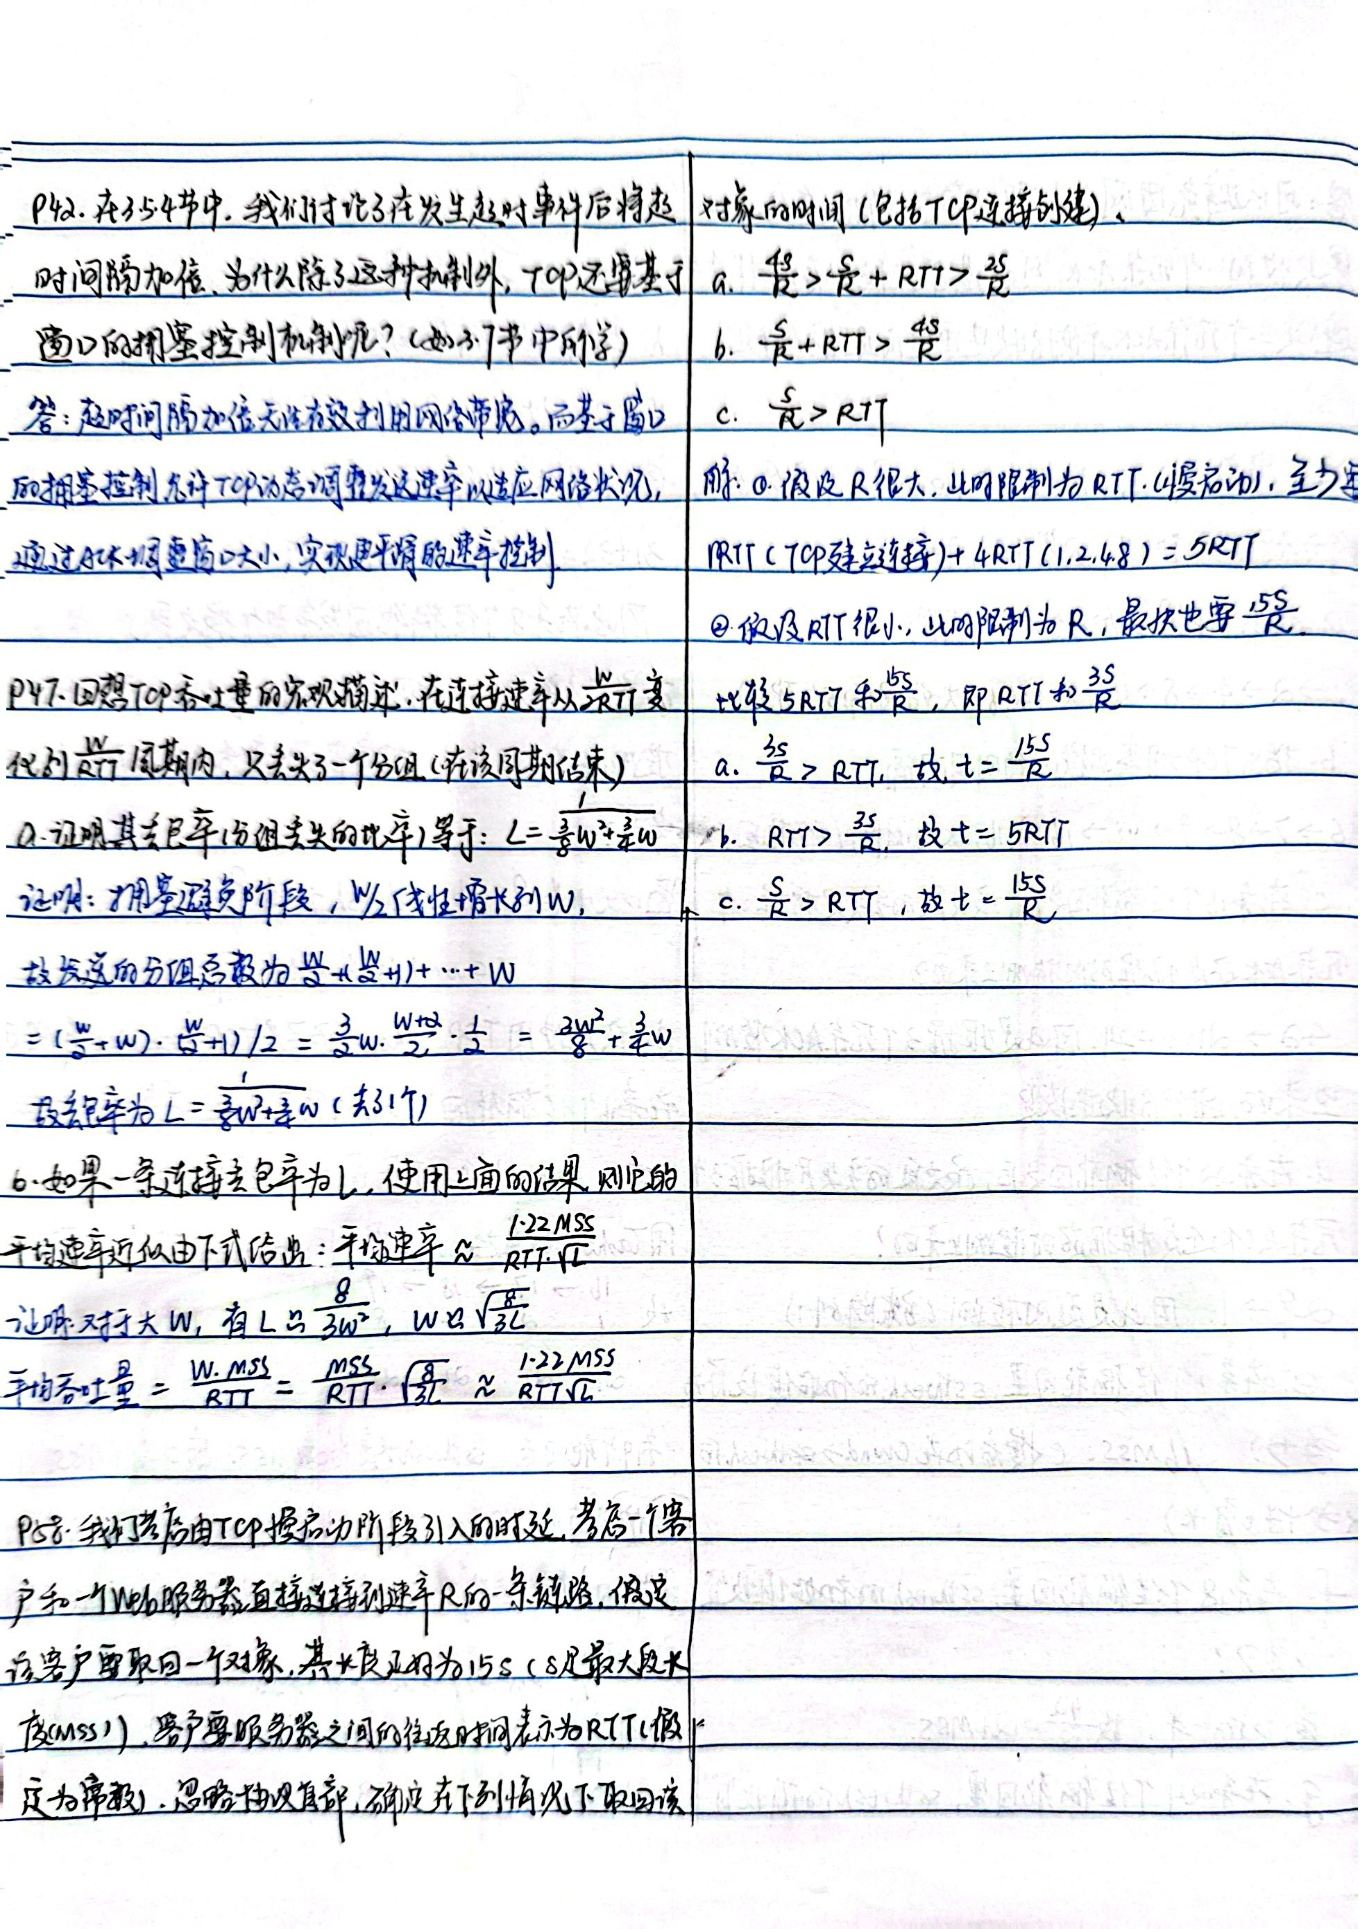 P42. 在3.5.4节中, 我们讨论了在发生超时事件后将超
时间隔加倍. 为什么除了这种机制外, TCP还需基于
窗口的拥塞控制机制呢? (如3.7节中所学)
答: 超时间隔加倍无法有效利用网络带宽。而基于窗口
的拥塞控制允许TCP动态调整发送速率以适应网络状况,
通过ACK调整窗口大小, 实现更平滑的速率控制.
P47. 回想TCP吞吐量的宏观描述. 在连接速率从 W/2RTT 变
化到 W/RTT 周期内, 只丢失了一个分组 (在该周期结束)
a. 证明其丢包率(分组丢失的比率)等于: L = 1/(3/8 W² + 3/4 W)
证明: 拥塞避免阶段, W/2 线性增长到W,
故发送的分组总数为 W/2 + (W/2+1) + ··· + W
= (W/2 + W) · (W/2+1) / 2 = 3/2 W · (W+2)/2 · 1/2 = 3W²/8 + 3/4 W
故丢包率为 L = 1/(3/8 W² + 3/4 W) (丢了1个)
b. 如果一条连接丢包率为L, 使用上面的结果, 则它的
平均速率近似由下式给出: 平均速率 ≈ 1.22 MSS/(RTT·√L)
证明: 对于大W, 有 L ≈ 8/3W², W ≈ √(8/3L)
平均吞吐量 = W·MSS/RTT = MSS/RTT · √(8/3L) ≈ 1.22 MSS/(RTT√L)
P58. 我们考虑由TCP慢启动阶段引入的时延, 考虑一个客
户和一个Web服务器直接连接到速率R的一条链路, 假定
该客户要取回一个对象, 其长度正好为15S (S是最大段长
度(MSS)), 客户要服务器之间的往返时间表示为RTT (假
定为常数). 忽略协议首部, 确定在下列情况下取回该
对象的时间 (包括TCP连接创建).
a. 4S/R > S/R + RTT > 2S/R
b. S/R + RTT > 4S/R
c. S/R > RTT
解: ①. 假设R很大, 此时限制为RTT. (慢启动), 至少要
1RTT (TCP建立连接) + 4RTT (1.2.4.8) = 5RTT
②. 假设RTT很小, 此时限制为R, 最快也要 15S/R.
比较 5RTT 和 15S/R, 即 RTT 和 3S/R
a. 3S/R > RTT, 故 t = 15S/R
b. RTT > 3S/R, 故 t = 5RTT
c. S/R > RTT, 故 t = 15S/R